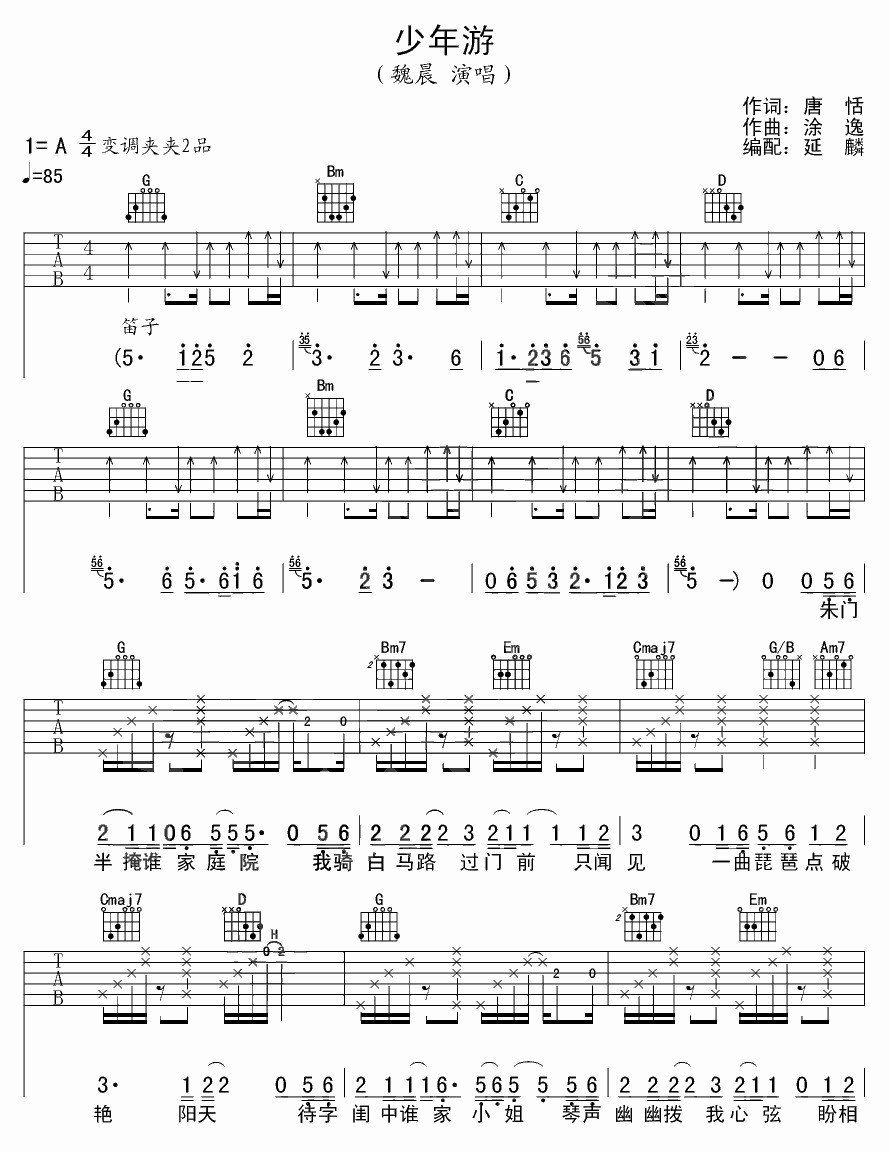 少年游
(魏晨 演唱)
作词：唐 恬
作曲：涂 逸
编配：延 麟
1= A 4/4 变调夹夹2品
♩=85
G Bm C D
T A B 4 4
笛子
(5· 1 2 5 2 | 35 3· 2 3· 6 | 1· 2 3 6 56 5 3 1 | 23 2 - - 0 6 |
G Bm C D
T A B
56 5· 6 5· 6 1 6 | 56 5· 2 3 - | 0 6 5 3 2· 1 2 3 | 56 5 -) 0 0 5 6 |
朱门
G Bm7 Em Cmaj7 G/B Am7
2
T A B 2 0
2 1 1 0 6 5 5 5· 0 5 6 | 2 2 2 2 2 3 2 1 1 1 1 2 | 3 0 1 6 5 6 1 2 |
半 掩谁 家 庭 院 我骑 白 马路 过 门 前 只闻 见 一曲琵琶点破
Cmaj7 D G Bm7 Em
2
T A B H 0 2 2 0
3· 1 2 2 0 5 6 | 2 1 1 1 6· 5 6 5 5 5 6 | 2 2 2 2 2 3 2 1 1 0 1 2 |
艳 阳天 待字 闺 中谁 家 小 姐 琴声 幽 幽拨 我 心 弦 盼相